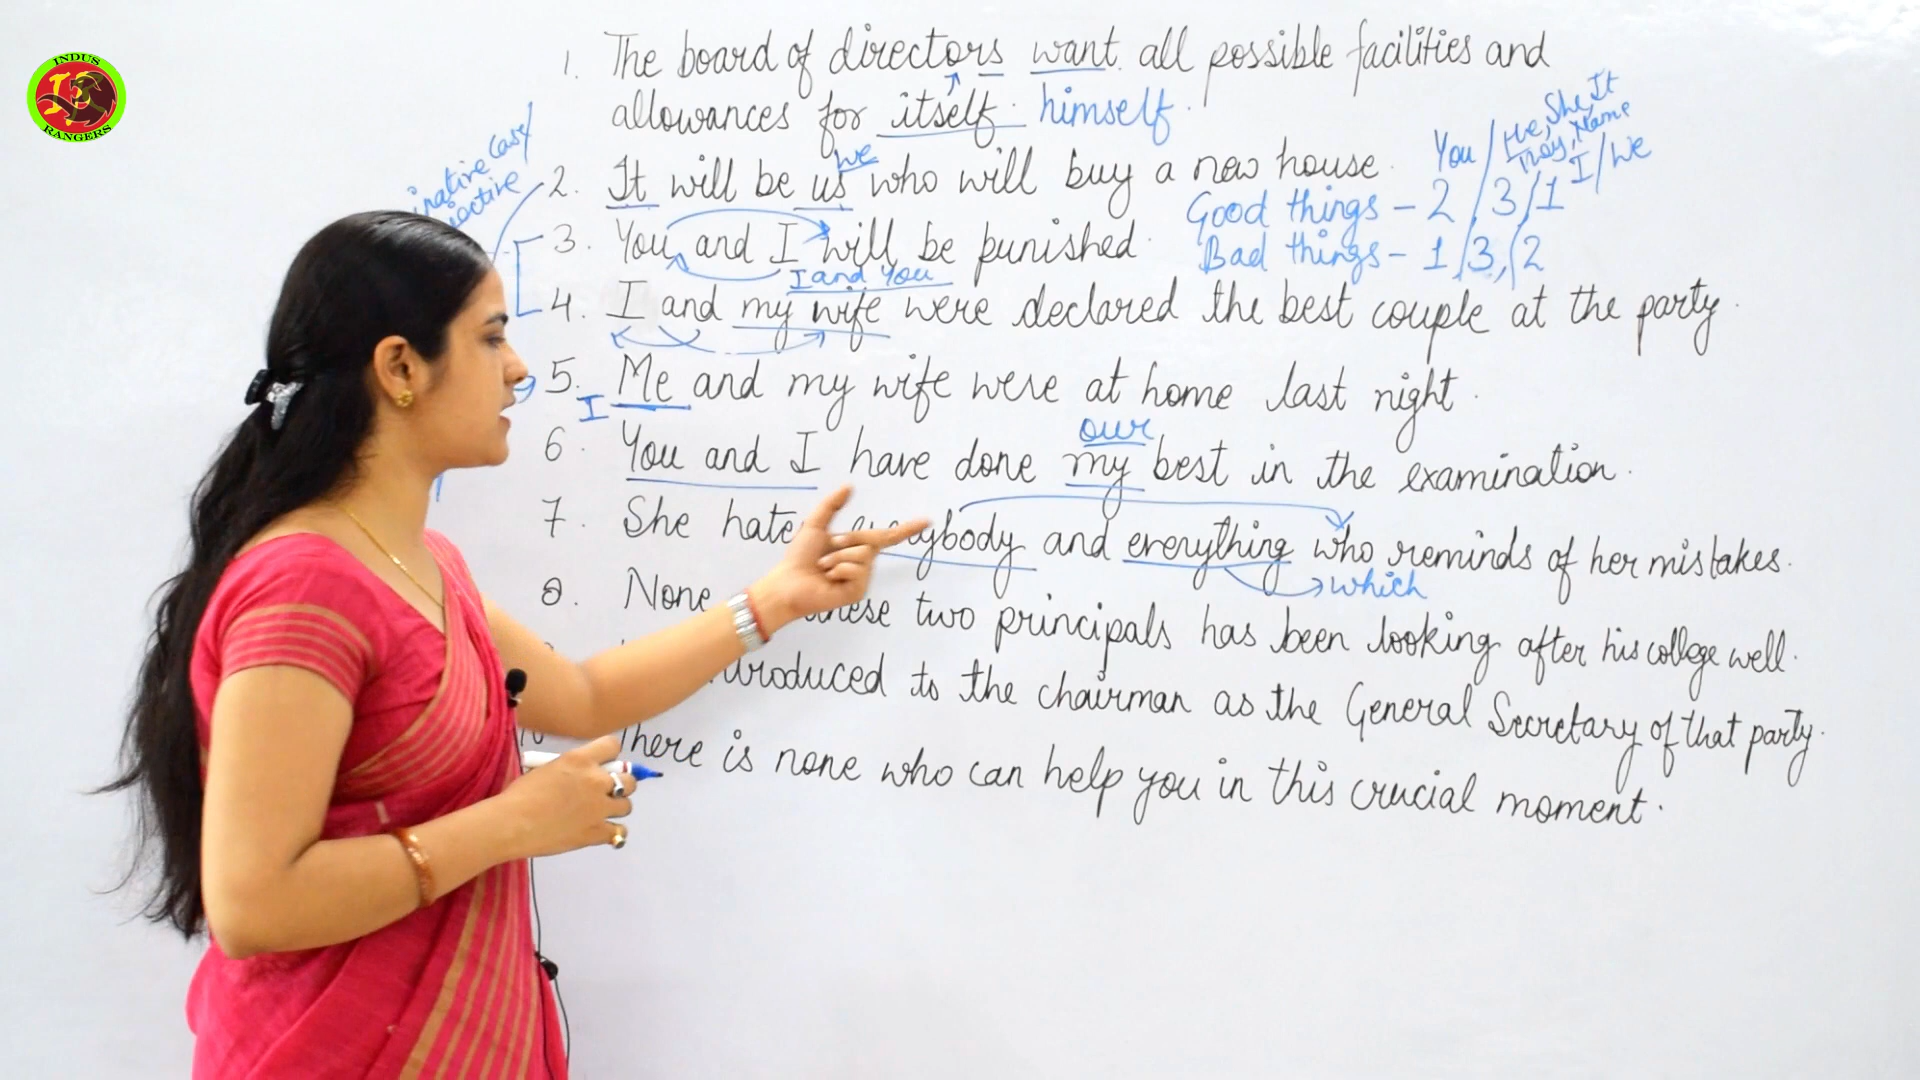 INDUS
RANGERS
1. The board of directors want all possible facilities and
allowances for itself. himself.
we
2. It will be us who will buy a new house.
You / He, She, It
They, Name
I / We
Good things - 2/3/1
Bad things - 1/3/2
3. You and I will be punished.
I and You
4. I and my wife were declared the best couple at the party.
5. Me and my wife were at home last night.
I
our
6. You and I have done my best in the examination.
7. She hates everybody and everything who reminds of her mistakes.
which
8. None these two principals has been looking after his college well.
introduced to the chairman as the General Secretary of that party.
10 There is none who can help you in this crucial moment.